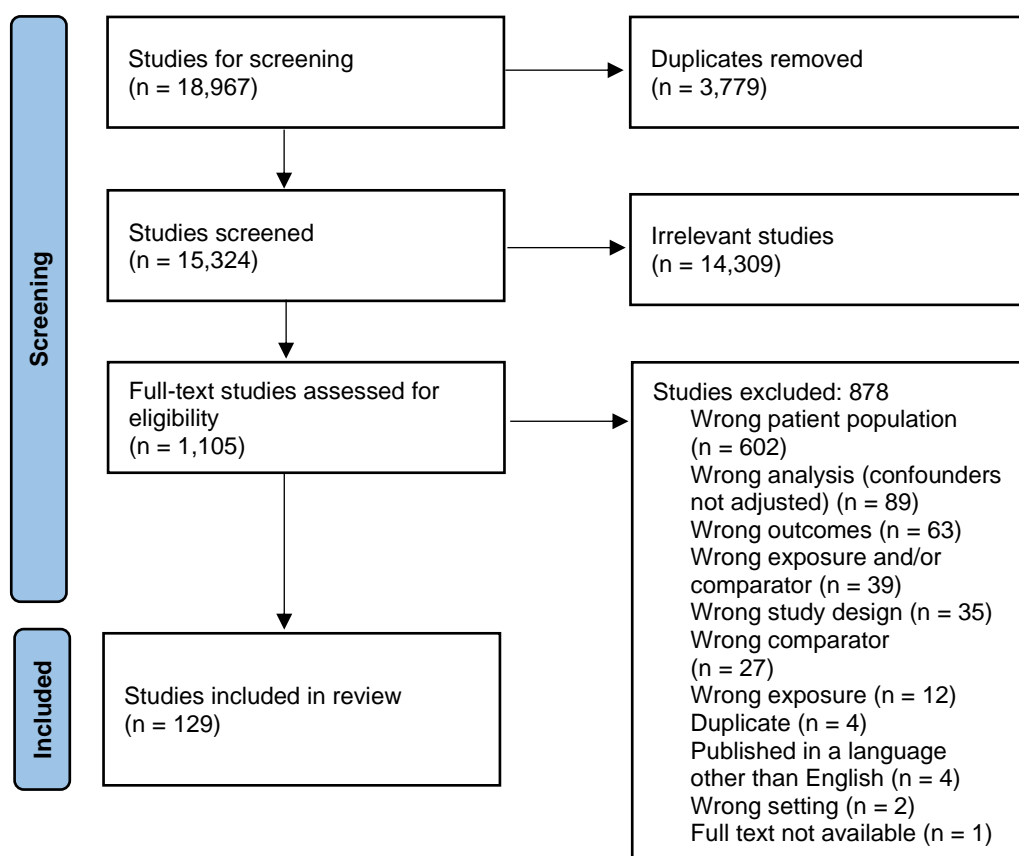 Screening
Studies for screening
(n = 18,967)
Duplicates removed
(n = 3,779)
Studies screened
(n = 15,324)
Irrelevant studies
(n = 14,309)
Full-text studies assessed for
eligibility
(n = 1,105)
Studies excluded: 878
Wrong patient population
(n = 602)
Wrong analysis (confounders
not adjusted) (n = 89)
Wrong outcomes (n = 63)
Wrong exposure and/or
comparator (n = 39)
Wrong study design (n = 35)
Wrong comparator
(n = 27)
Wrong exposure (n = 12)
Duplicate (n = 4)
Published in a language
other than English (n = 4)
Wrong setting (n = 2)
Full text not available (n = 1)
Included
Studies included in review
(n = 129)